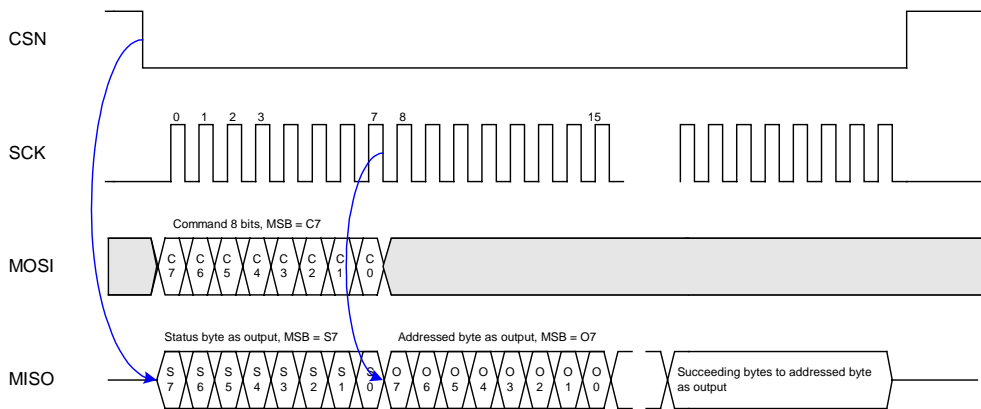 CSN
0 1 2 3 7 8 15
SCK
Command 8 bits, MSB = C7
MOSI
C C C C C C C C
7 6 5 4 3 2 1 0
Status byte as output, MSB = S7 Addressed byte as output, MSB = O7
MISO
S S S S S S S S O O O O O O O O
7 6 5 4 3 2 1 0 7 6 5 4 3 2 1 0
Succeeding bytes to addressed byte
as output